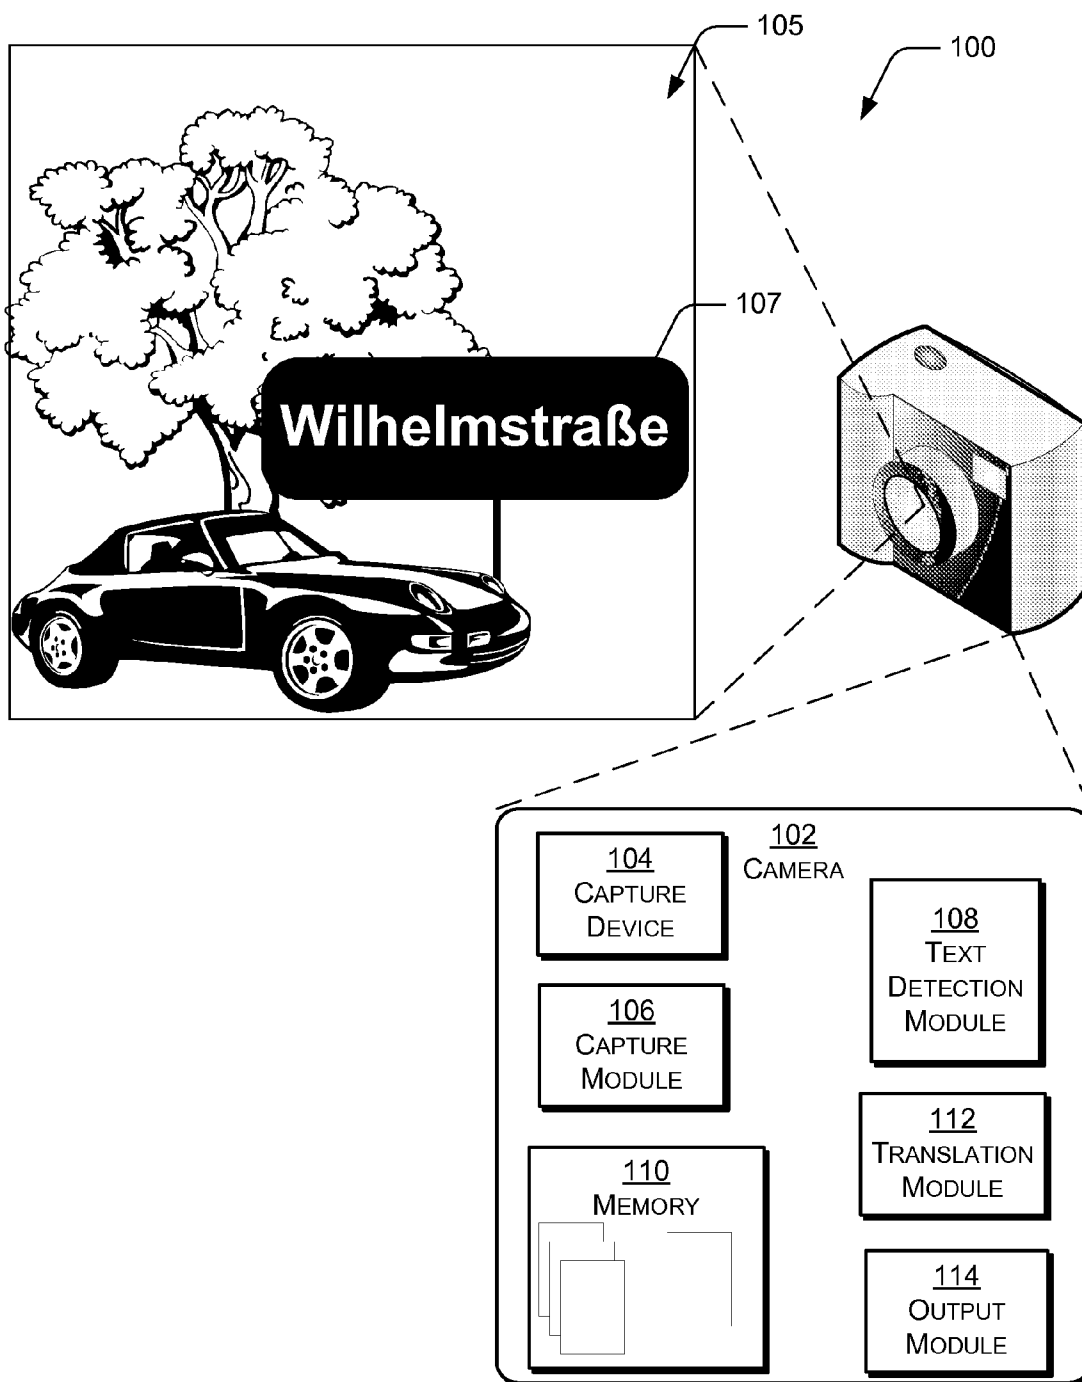 105
100
107
Wilhelmstraße
102
CAMERA
104
CAPTURE
DEVICE
106
CAPTURE
MODULE
108
TEXT
DETECTION
MODULE
110
MEMORY
112
TRANSLATION
MODULE
114
OUTPUT
MODULE